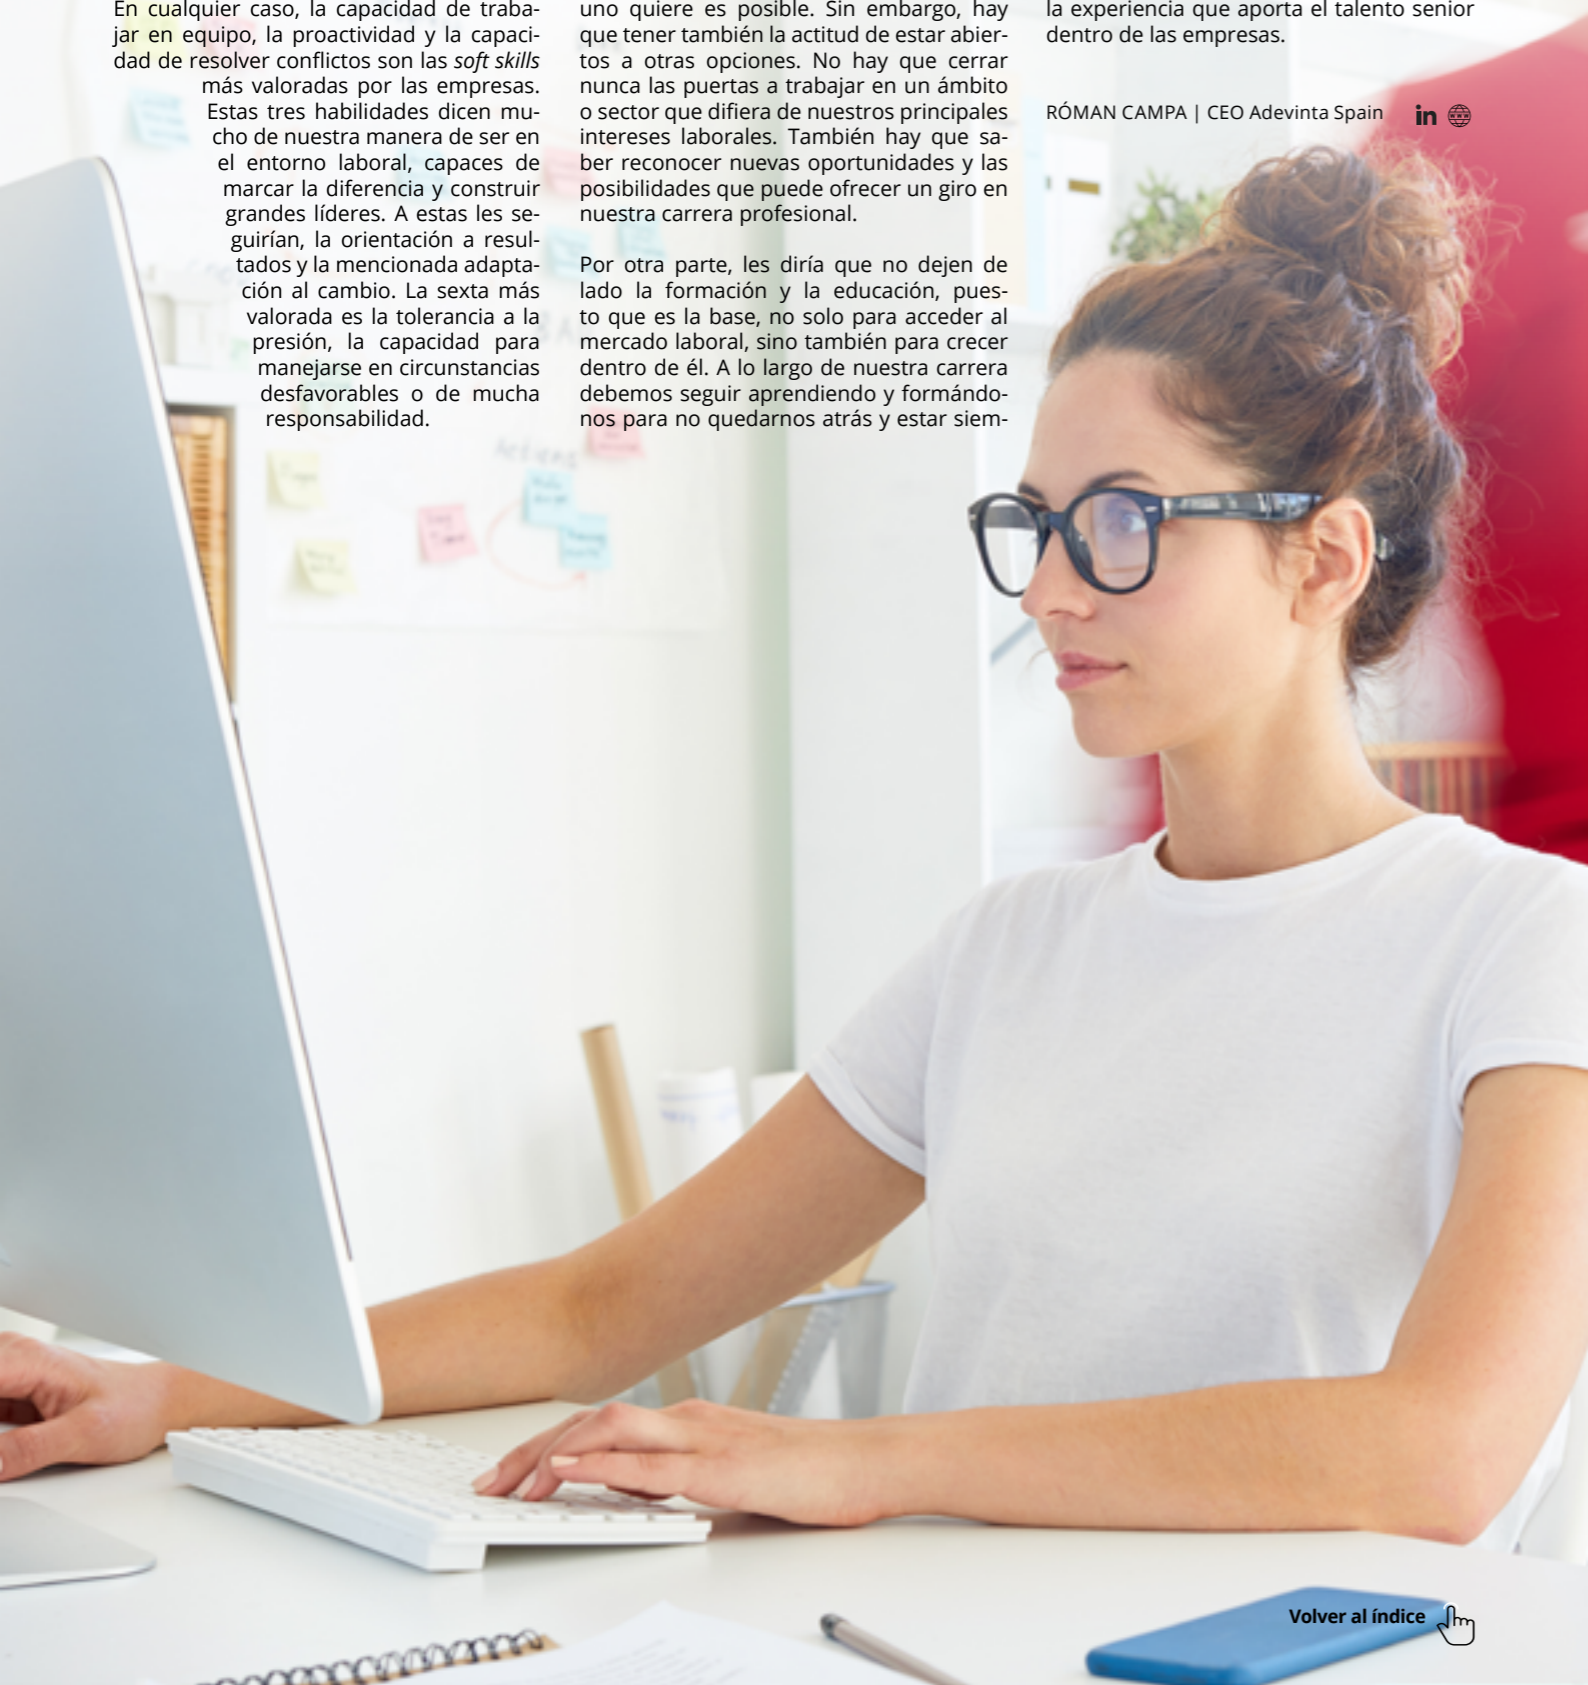 En cualquier caso, la capacidad de traba-
jar en equipo, la proactividad y la capaci-
dad de resolver conflictos son las soft skills
más valoradas por las empresas.
Estas tres habilidades dicen mu-
cho de nuestra manera de ser en
el entorno laboral, capaces de
marcar la diferencia y construir
grandes líderes. A estas les se-
guirían, la orientación a resul-
tados y la mencionada adapta-
ción al cambio. La sexta más
valorada es la tolerancia a la
presión, la capacidad para
manejarse en circunstancias
desfavorables o de mucha
responsabilidad.
uno quiere es posible. Sin embargo, hay
que tener también la actitud de estar abier-
tos a otras opciones. No hay que cerrar
nunca las puertas a trabajar en un ámbito
o sector que difiera de nuestros principales
intereses laborales. También hay que sa-
ber reconocer nuevas oportunidades y las
posibilidades que puede ofrecer un giro en
nuestra carrera profesional.
Por otra parte, les diría que no dejen de
lado la formación y la educación, pues-
to que es la base, no solo para acceder al
mercado laboral, sino también para crecer
dentro de él. A lo largo de nuestra carrera
debemos seguir aprendiendo y formándo-
nos para no quedarnos atrás y estar siem-
la experiencia que aporta el talento senior
dentro de las empresas.
RÓMAN CAMPA | CEO Adevinta Spain in
Actions
Volver al índice